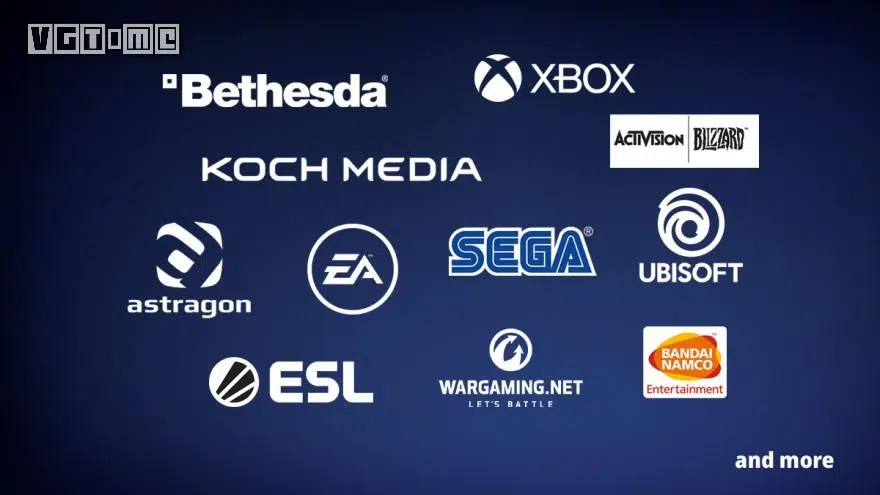 VGTIME
Bethesda®
XBOX
ACTIVISION BLIZZARD
KOCH MEDIA
astragon
EA
SEGA®
UBISOFT
ESL
WARGAMING.NET
LET'S BATTLE
BANDAI
NAMCO
Entertainment
and more